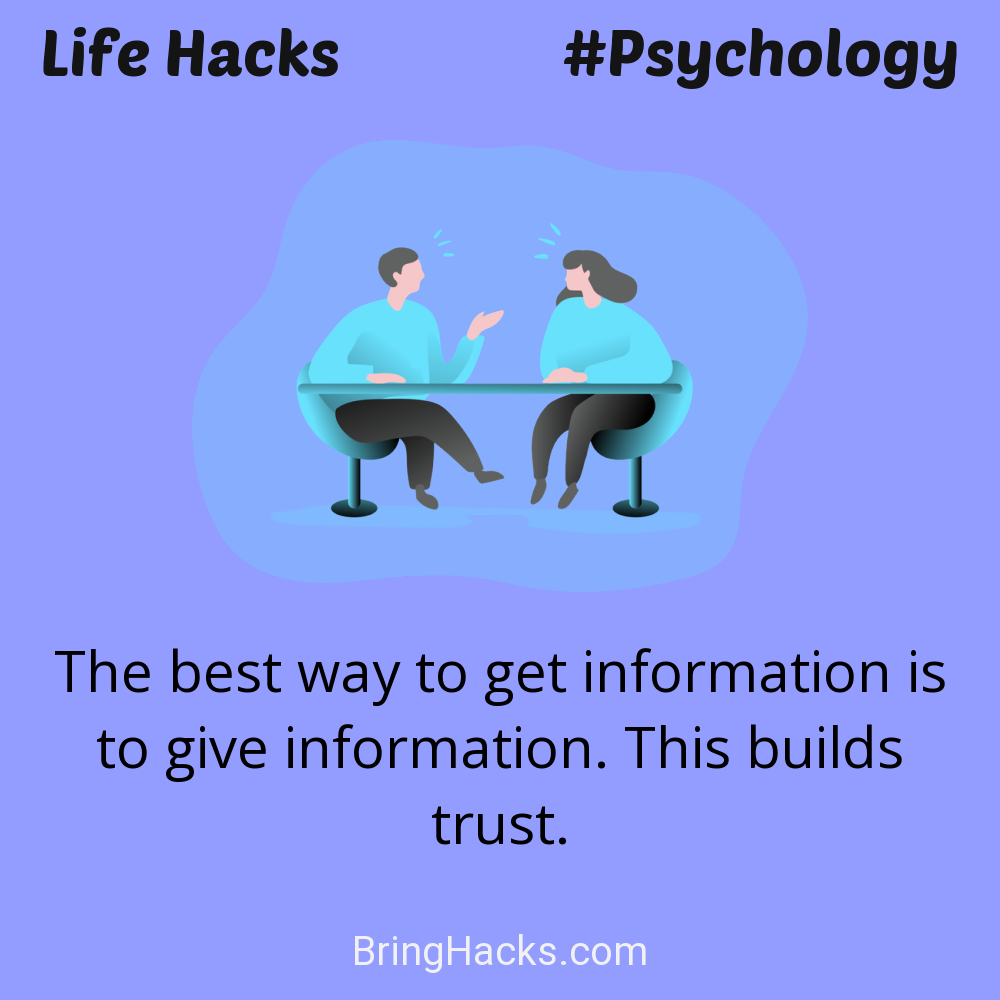 Life Hacks #Psychology
The best way to get information is
to give information. This builds
trust.
BringHacks.com